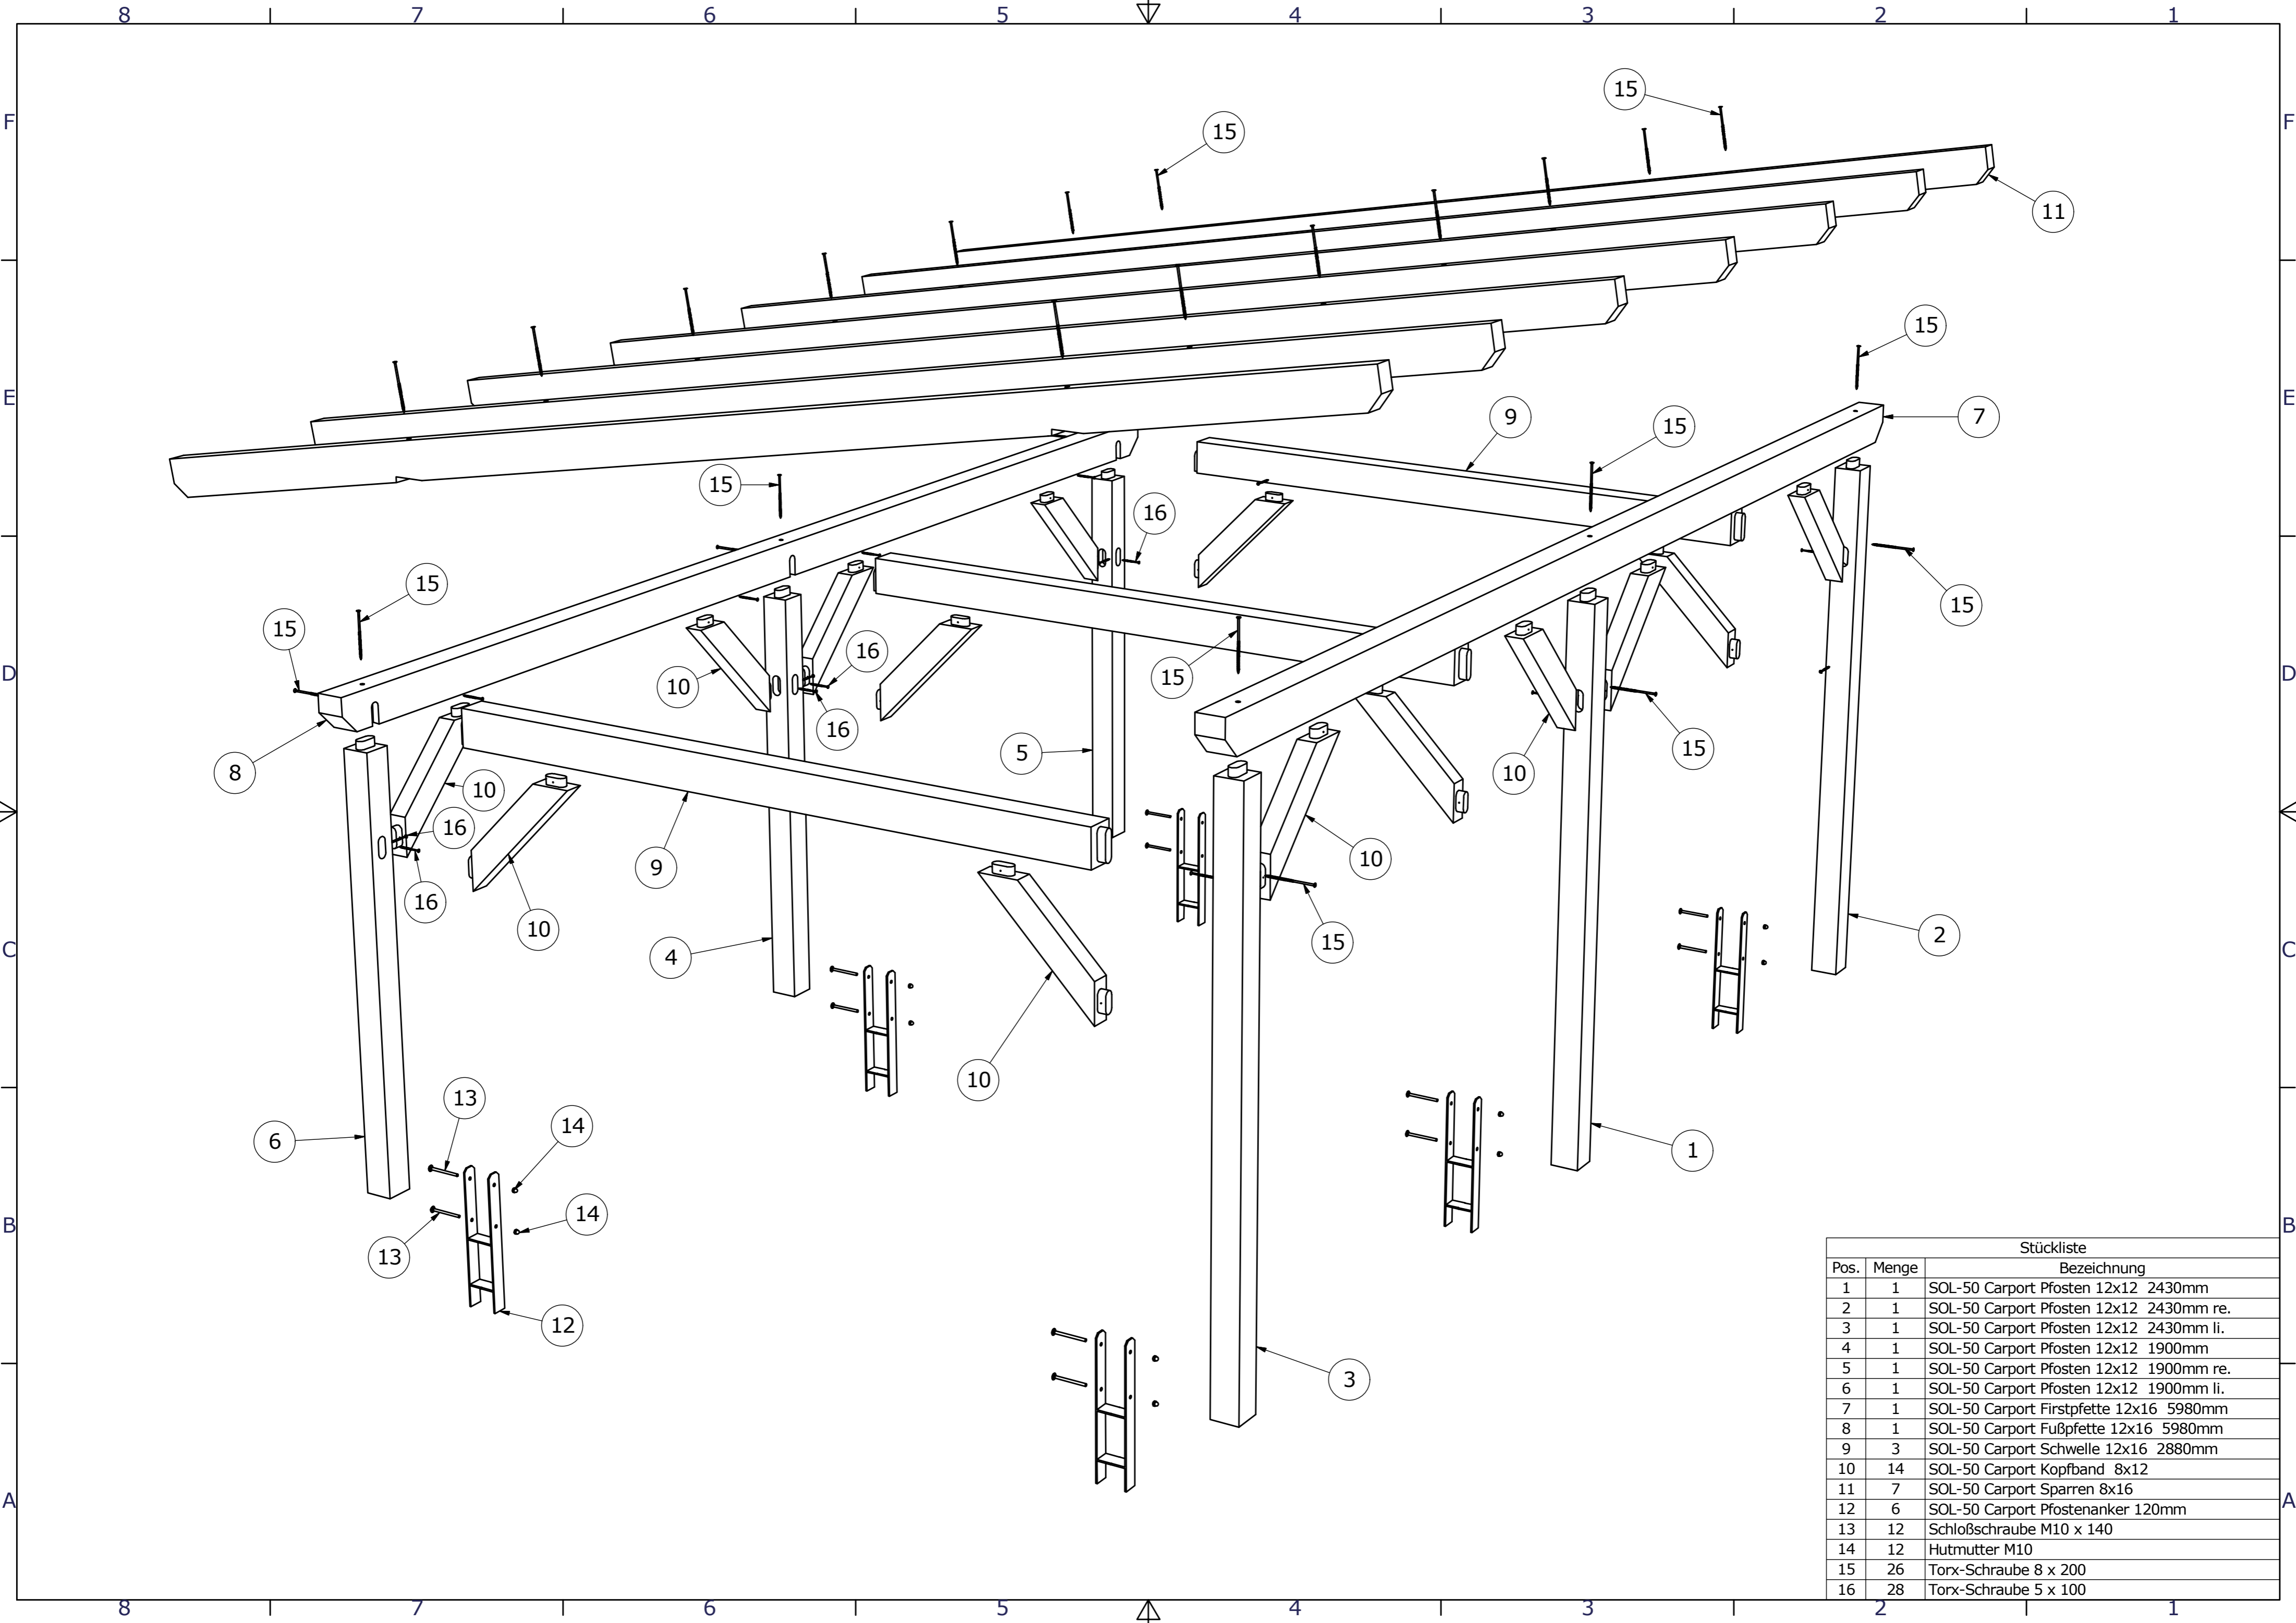 8 7 6 5 4 3 2 1
F F
15
15
11
15
E E
9
15
7
15
16
15
15
15
16
10
15
D D
16
15
10
15
8
5
10
10
16
9
10
16
10
15
2
C C
4
10
13
14
6
1
14
B B
13
12
3
Stückliste
Pos. Menge Bezeichnung
1 1 SOL-50 Carport Pfosten 12x12 2430mm
2 1 SOL-50 Carport Pfosten 12x12 2430mm re.
3 1 SOL-50 Carport Pfosten 12x12 2430mm li.
4 1 SOL-50 Carport Pfosten 12x12 1900mm
5 1 SOL-50 Carport Pfosten 12x12 1900mm re.
6 1 SOL-50 Carport Pfosten 12x12 1900mm li.
7 1 SOL-50 Carport Firstpfette 12x16 5980mm
8 1 SOL-50 Carport Fußpfette 12x16 5980mm
9 3 SOL-50 Carport Schwelle 12x16 2880mm
10 14 SOL-50 Carport Kopfband 8x12
11 7 SOL-50 Carport Sparren 8x16
12 6 SOL-50 Carport Pfostenanker 120mm
13 12 Schloßschraube M10 x 140
14 12 Hutmutter M10
15 26 Torx-Schraube 8 x 200
16 28 Torx-Schraube 5 x 100
A A
8 7 6 5 4 3 2 1